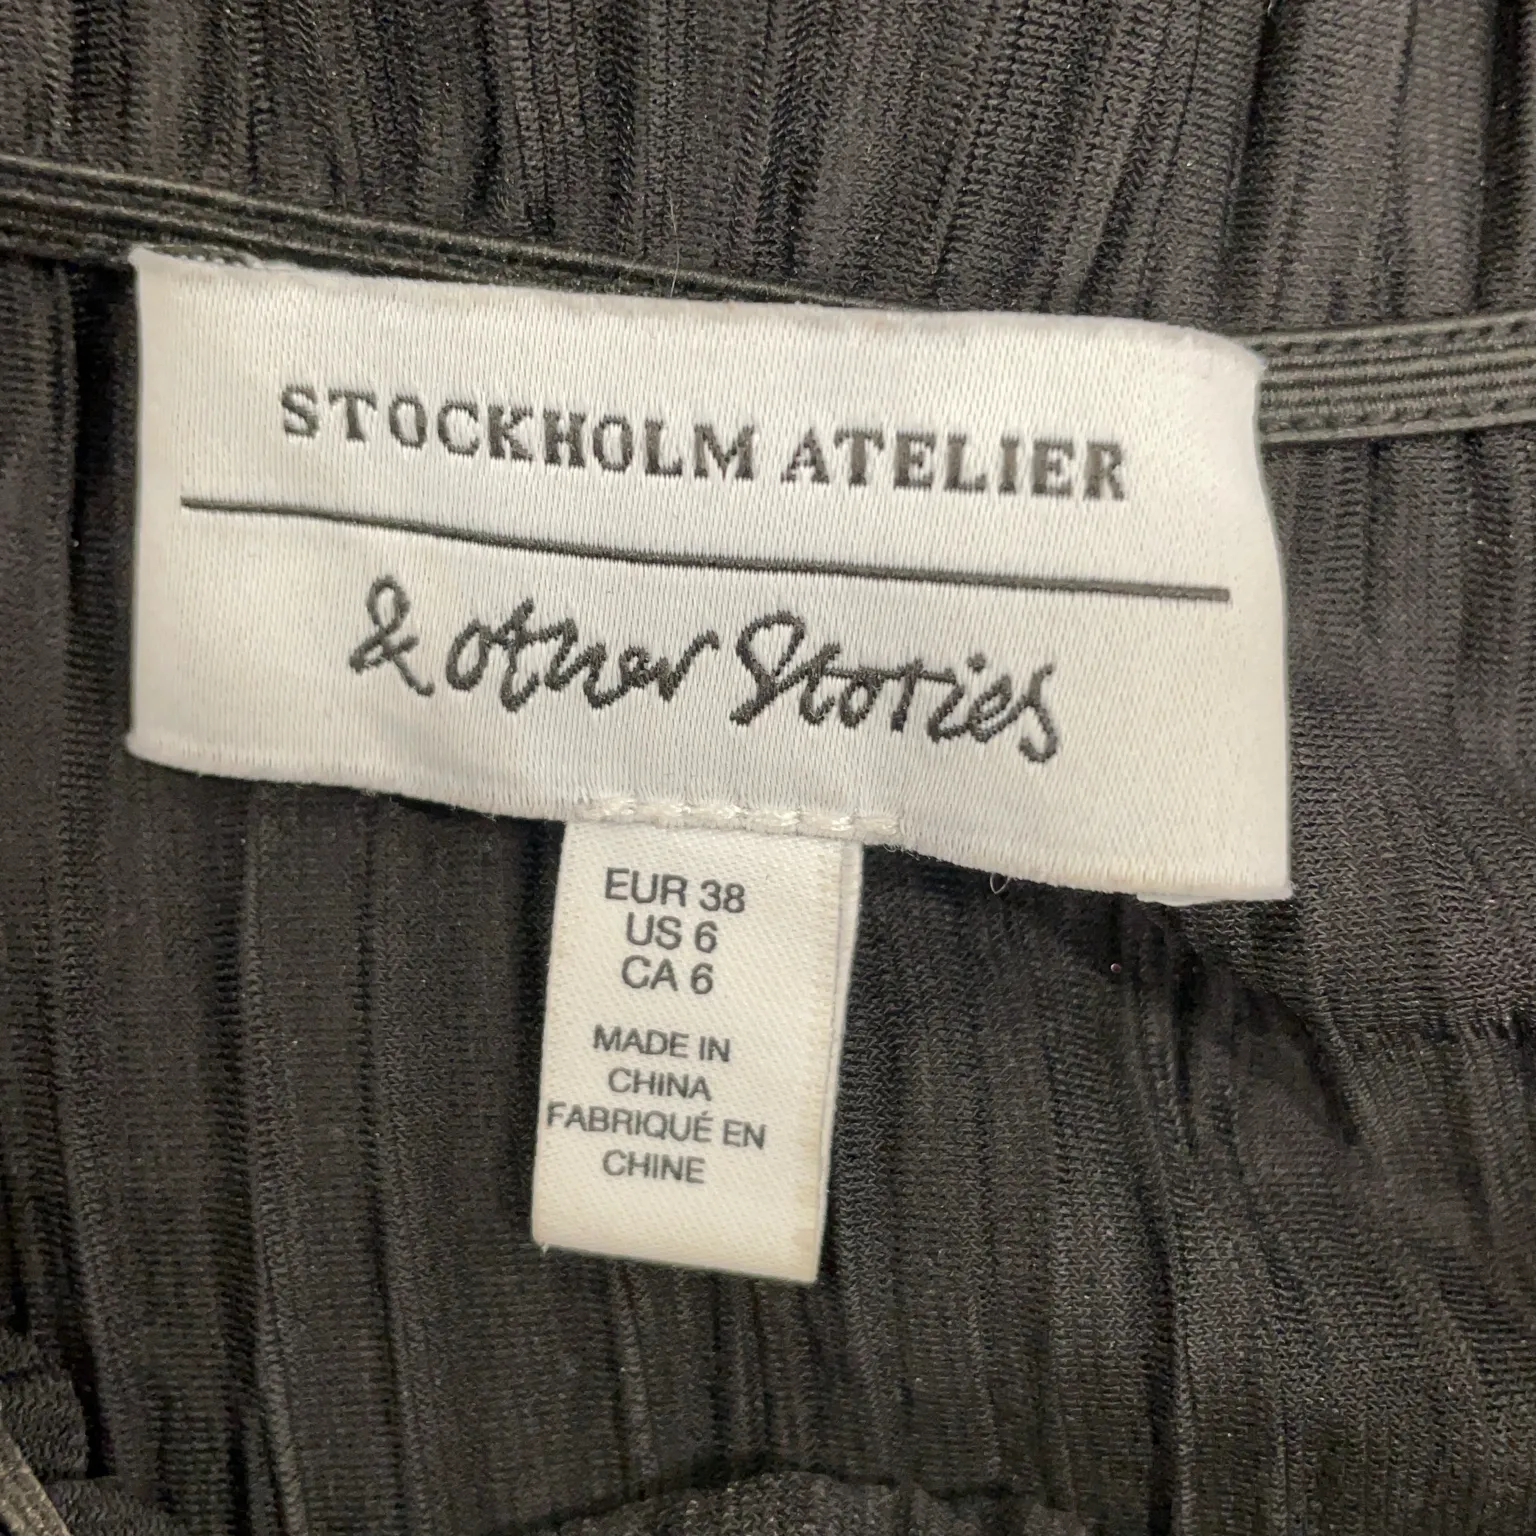 STOCKHOLM ATELIER
& other Stories
EUR 38
US 6
CA 6
MADE IN
CHINA
FABRIQUÉ EN
CHINE